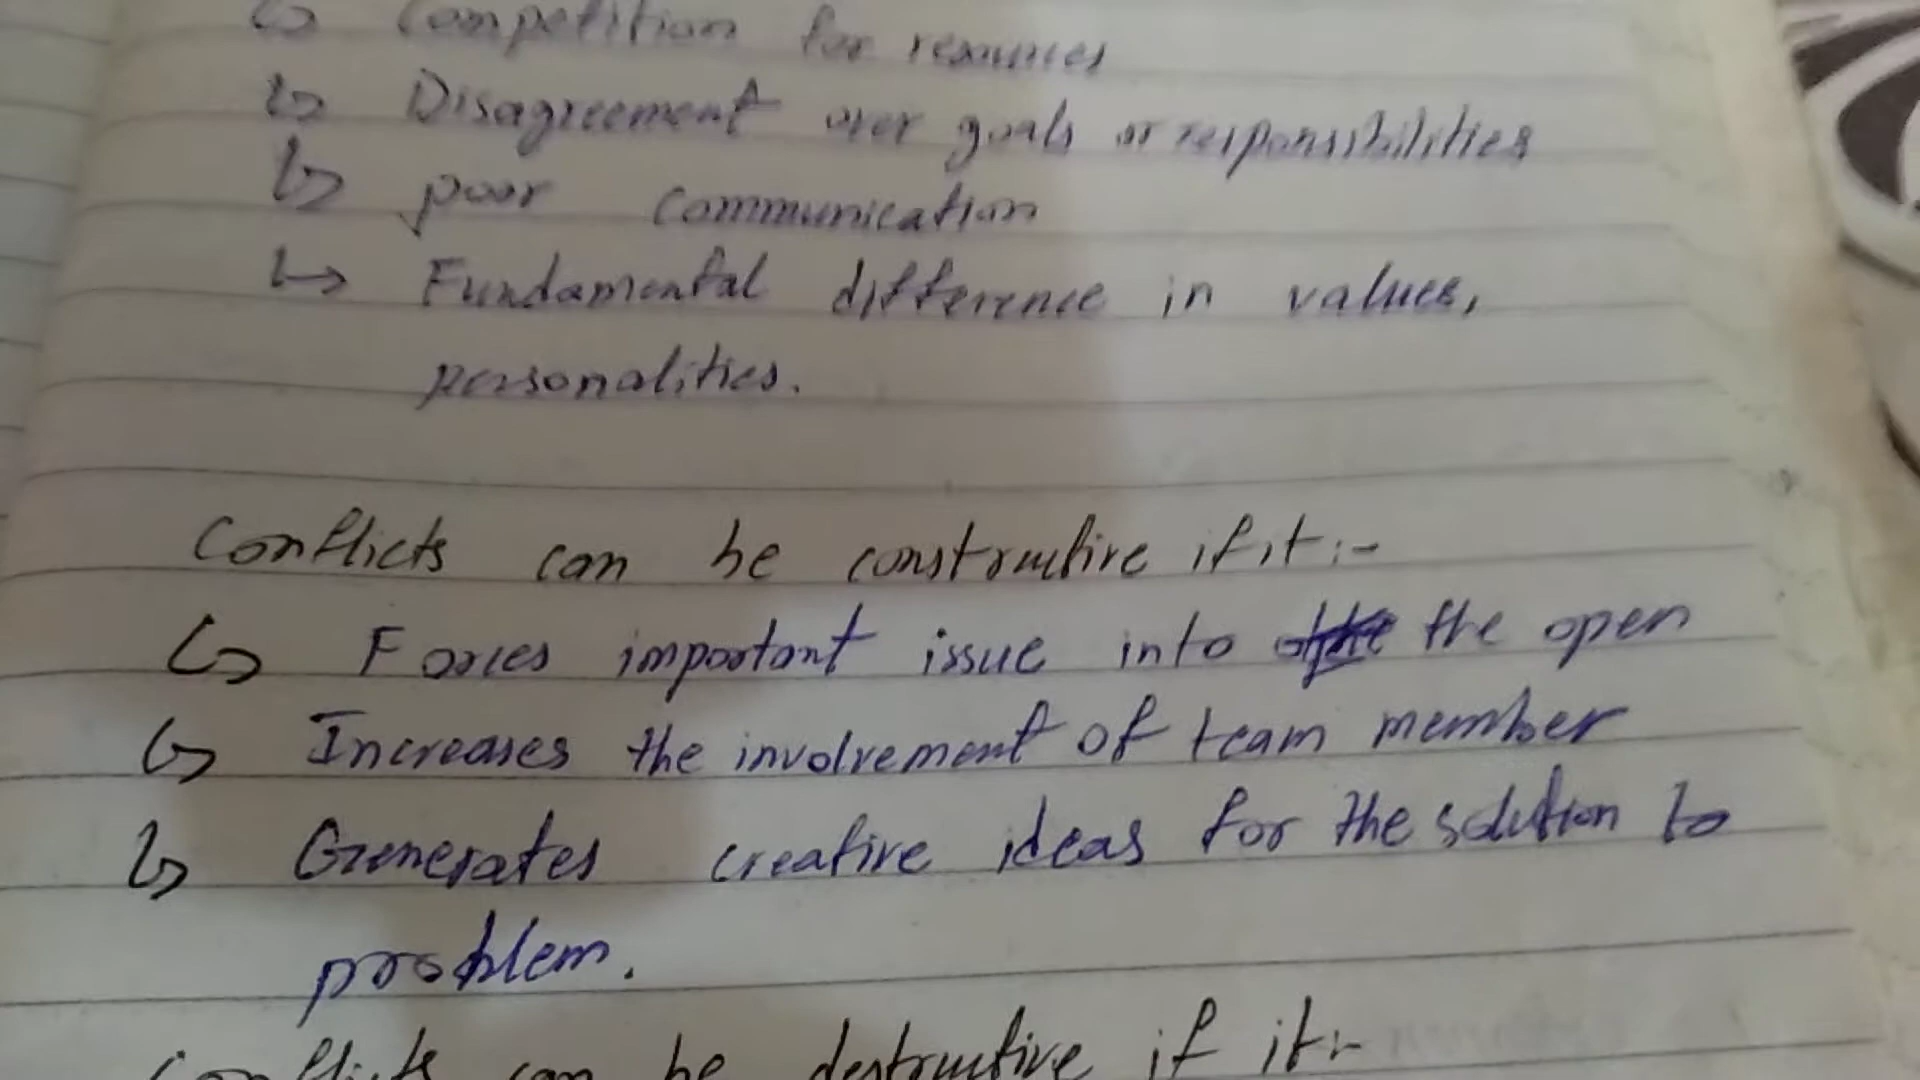 ↳ Competition for resources
↳ Disagreement over goals or responsibilities
↳ poor communication
↳ Fundamental difference in values,
personalities.
Conflicts can be constructive if it :-
↳ Forces important issue into the open
↳ Increases the involvement of team member
↳ Generates creative ideas for the solution to
problem.
Conflicts can be destructive if it :-